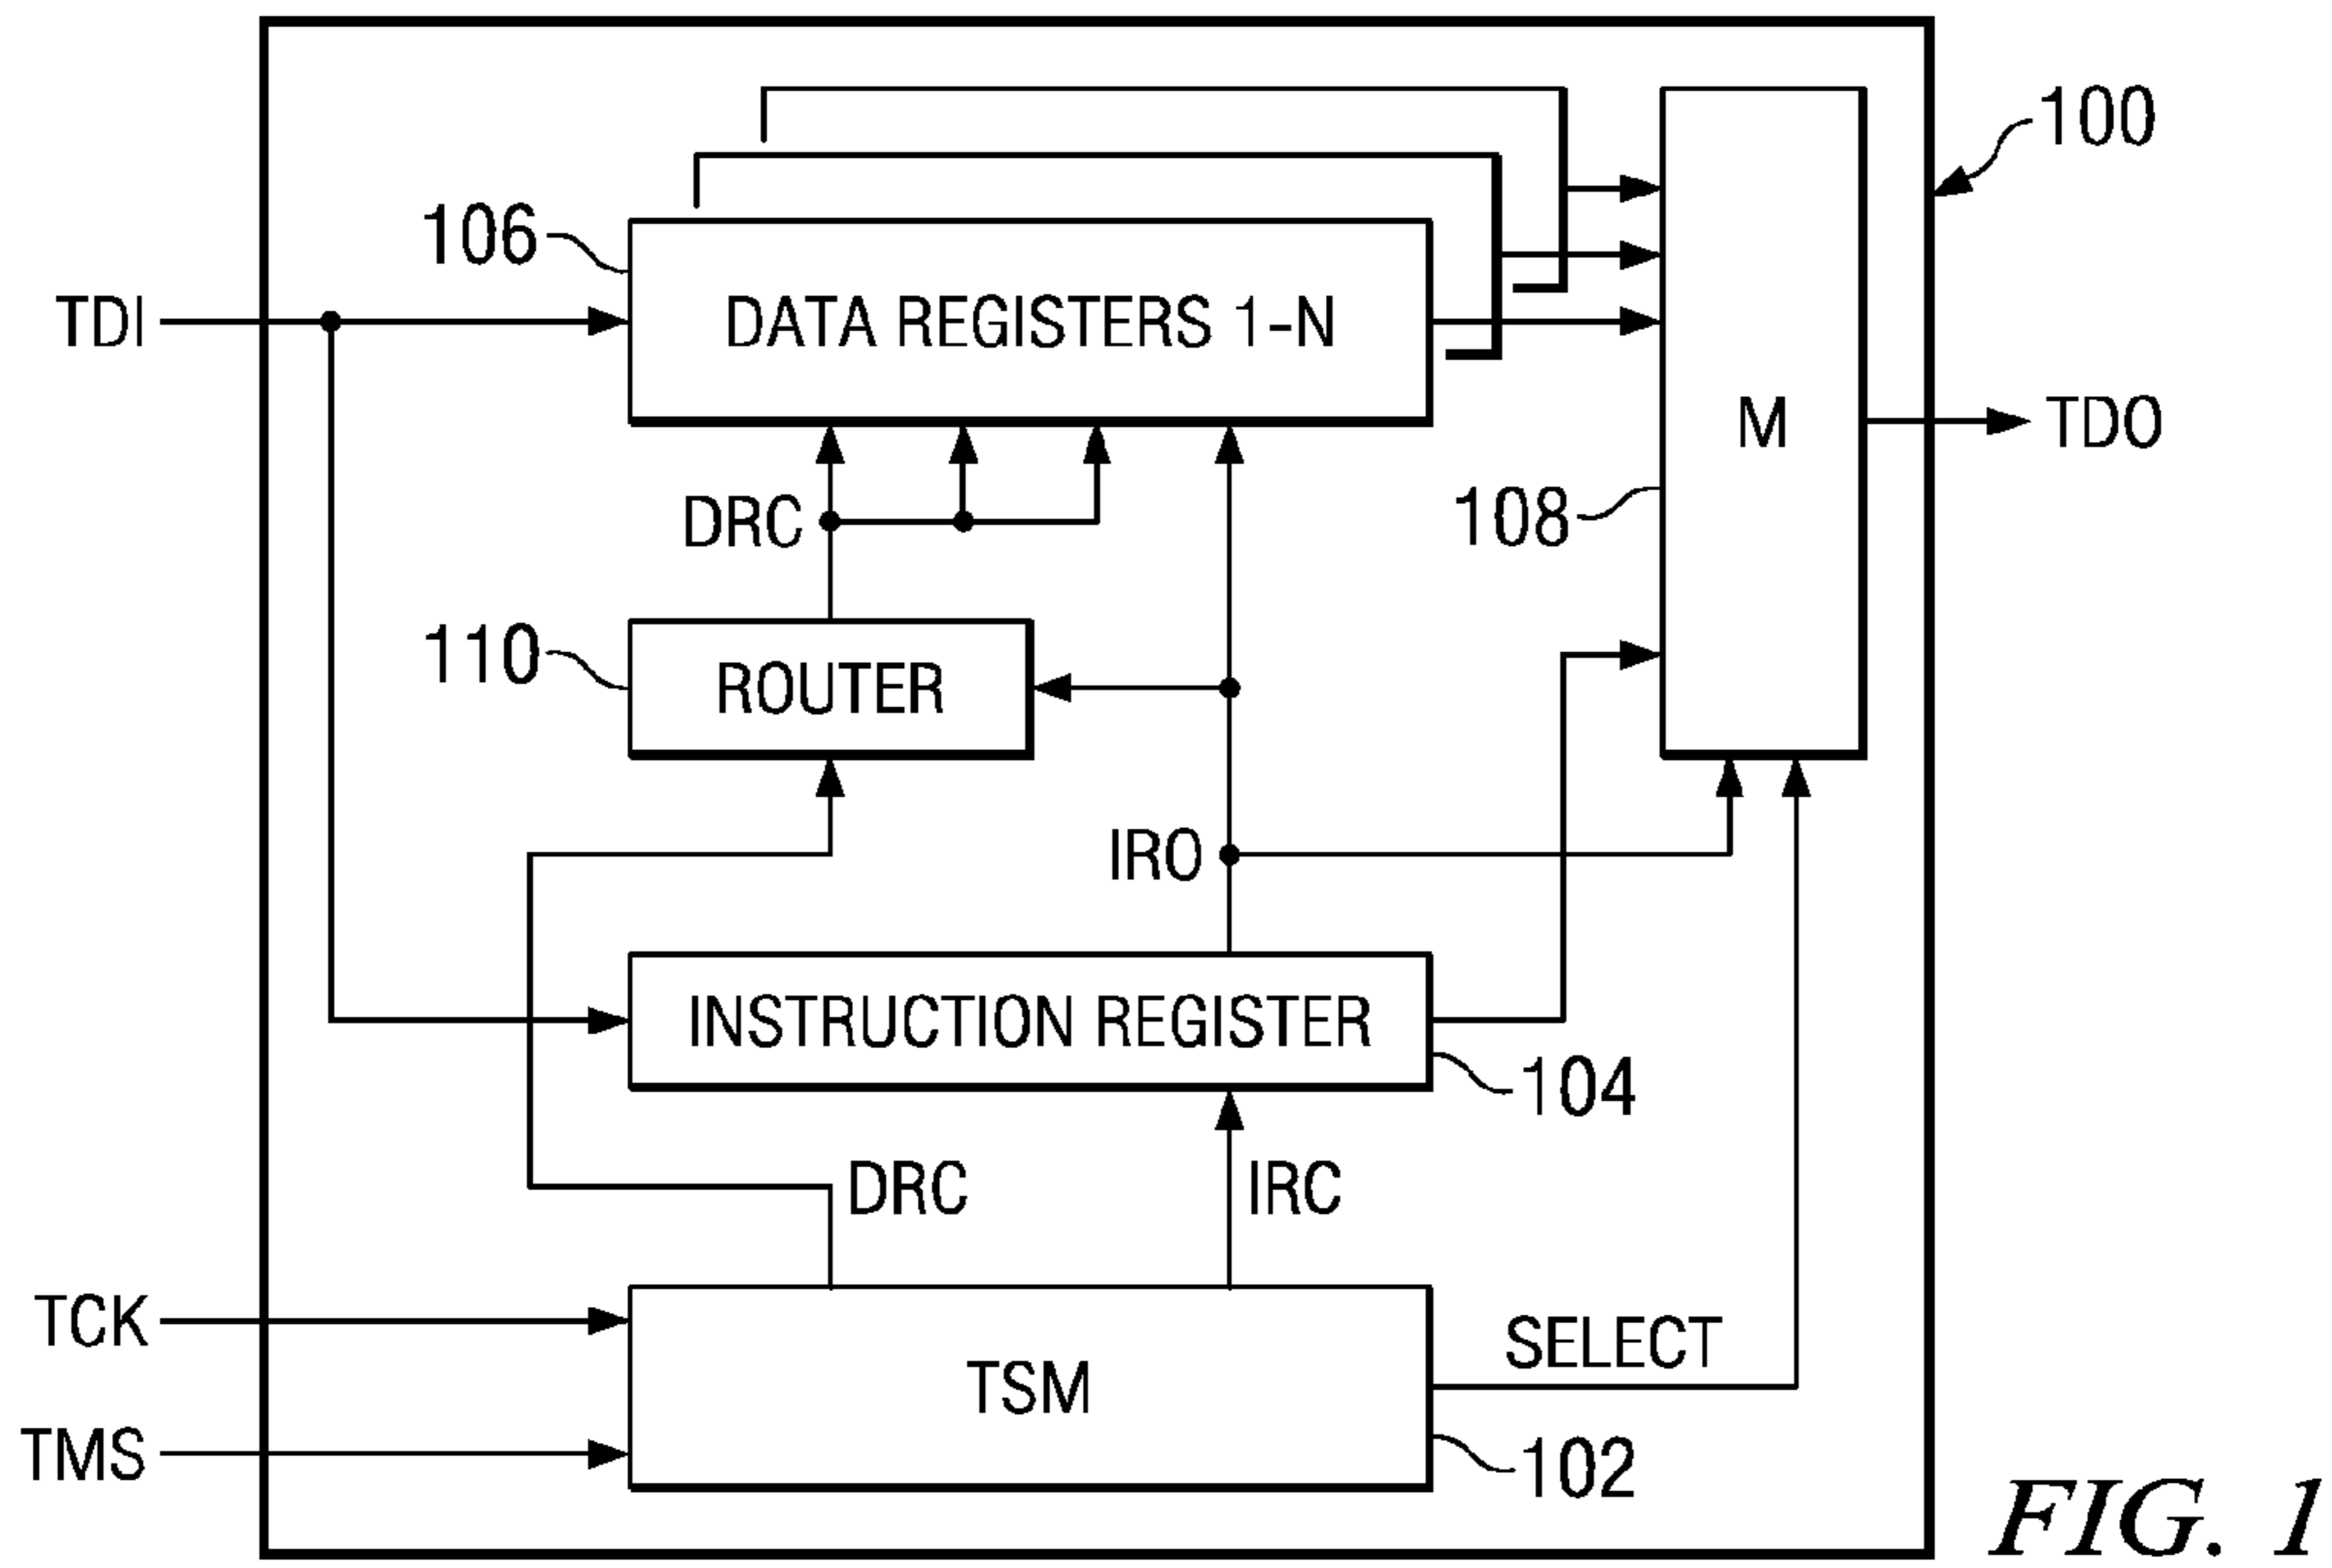 100
106
TDI
DATA REGISTERS 1-N
M
TDO
DRC
108
110
ROUTER
IRO
INSTRUCTION REGISTER
104
DRC
IRC
TCK
SELECT
TSM
TMS
102
FIG. 1